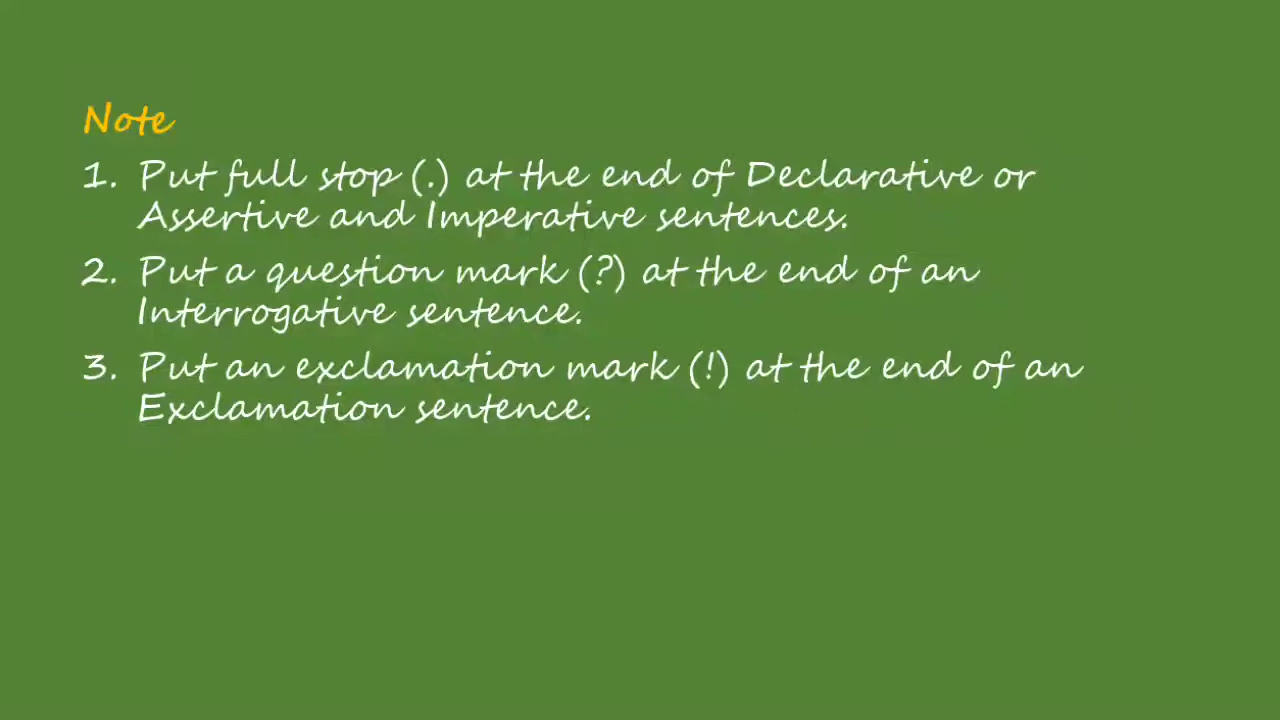 Note
1. Put full stop (.) at the end of Declarative or
Assertive and Imperative sentences.
2. Put a question mark (?) at the end of an
Interrogative sentence.
3. Put an exclamation mark (!) at the end of an
Exclamation sentence.